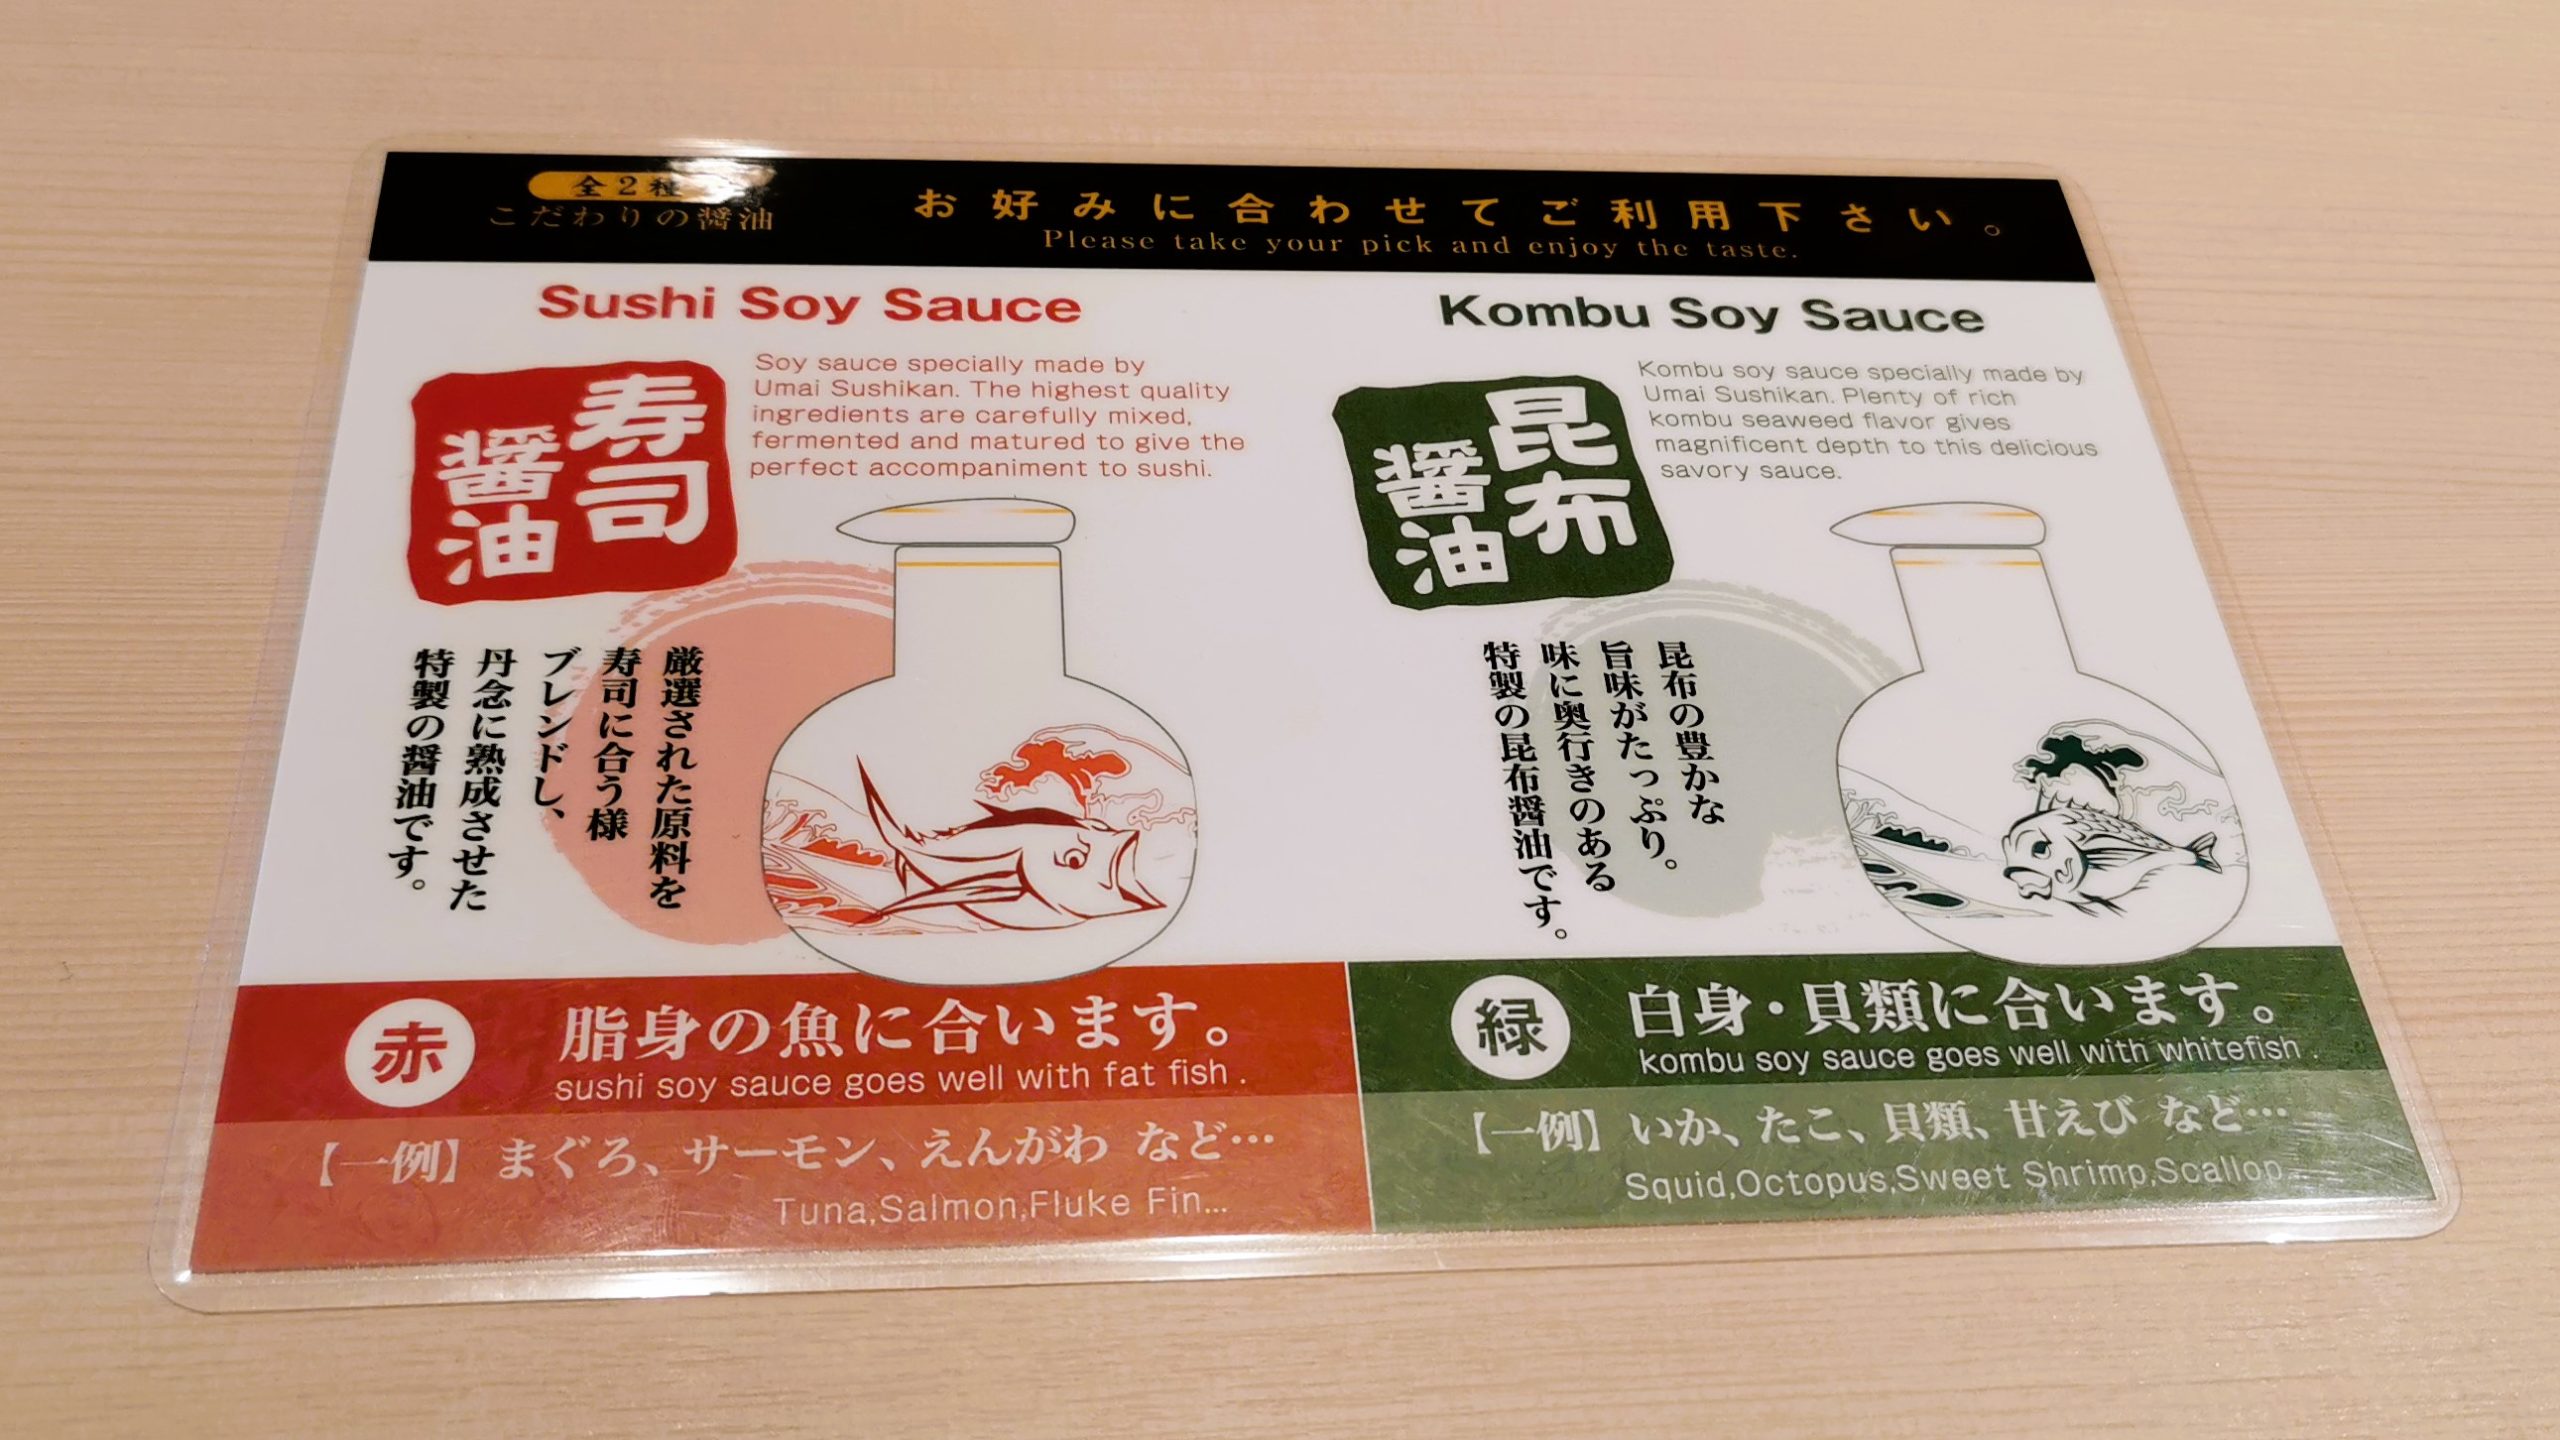 全2種
こだわりの醤油
お好みに合わせてご利用下さい。
Please take your pick and enjoy the taste.
Sushi Soy Sauce
寿司
醤油
Soy sauce specially made by
Umai Sushikan. The highest quality
ingredients are carefully mixed,
fermented and matured to give the
perfect accompaniment to sushi.
厳選された原料を
寿司に合う様
ブレンドし、
丹念に熟成させた
特製の醤油です。
赤
脂身の魚に合います。
sushi soy sauce goes well with fat fish .
【一例】 まぐろ、サーモン、えんがわ など…
Tuna,Salmon,Fluke Fin...
Kombu Soy Sauce
昆布
醤油
Kombu soy sauce specially made by
Umai Sushikan. Plenty of rich
kombu seaweed flavor gives
magnificent depth to this delicious
savory sauce.
昆布の豊かな
旨味がたっぷり。
味に奥行きのある
特製の昆布醤油です。
緑
白身・貝類に合います。
kombu soy sauce goes well with whitefish .
【一例】 いか、たこ、貝類、甘えび など…
Squid,Octopus,Sweet Shrimp,Scallop...